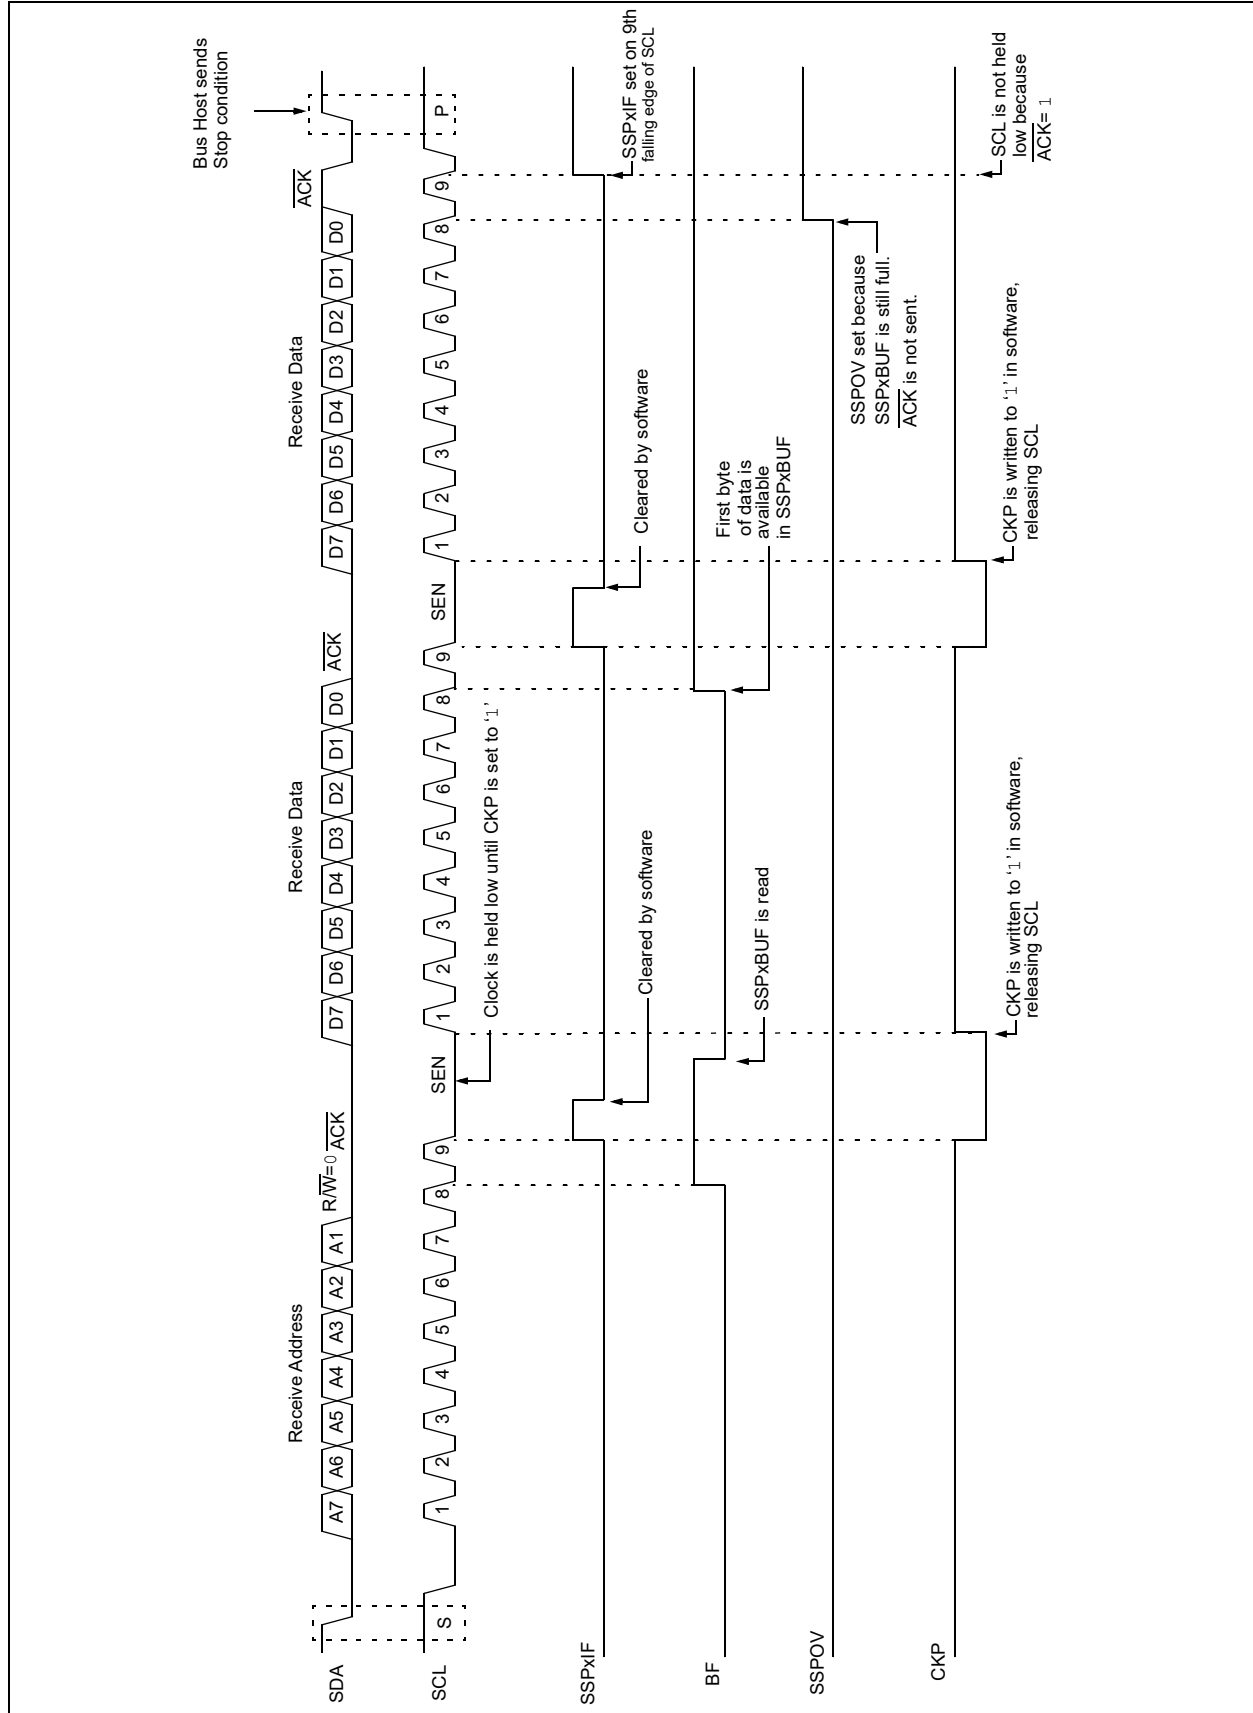 Bus Host sends
Stop condition
Receive Address
Receive Data
Receive Data
SDA
A7 A6 A5 A4 A3 A2 A1 R/W=0 ACK D7 D6 D5 D4 D3 D2 D1 D0 ACK D7 D6 D5 D4 D3 D2 D1 D0 ACK
SCL
S 1 2 3 4 5 6 7 8 9 SEN 1 2 3 4 5 6 7 8 9 SEN 1 2 3 4 5 6 7 8 9 P
Clock is held low until CKP is set to ‘1’
SSPxIF
Cleared by software
Cleared by software
SSPxIF set on 9th
falling edge of SCL
BF
SSPxBUF is read
First byte
of data is
available
in SSPxBUF
SSPOV
SSPOV set because
SSPxBUF is still full.
ACK is not sent.
CKP
CKP is written to ‘1’ in software,
releasing SCL
CKP is written to ‘1’ in software,
releasing SCL
SCL is not held
low because
ACK= 1